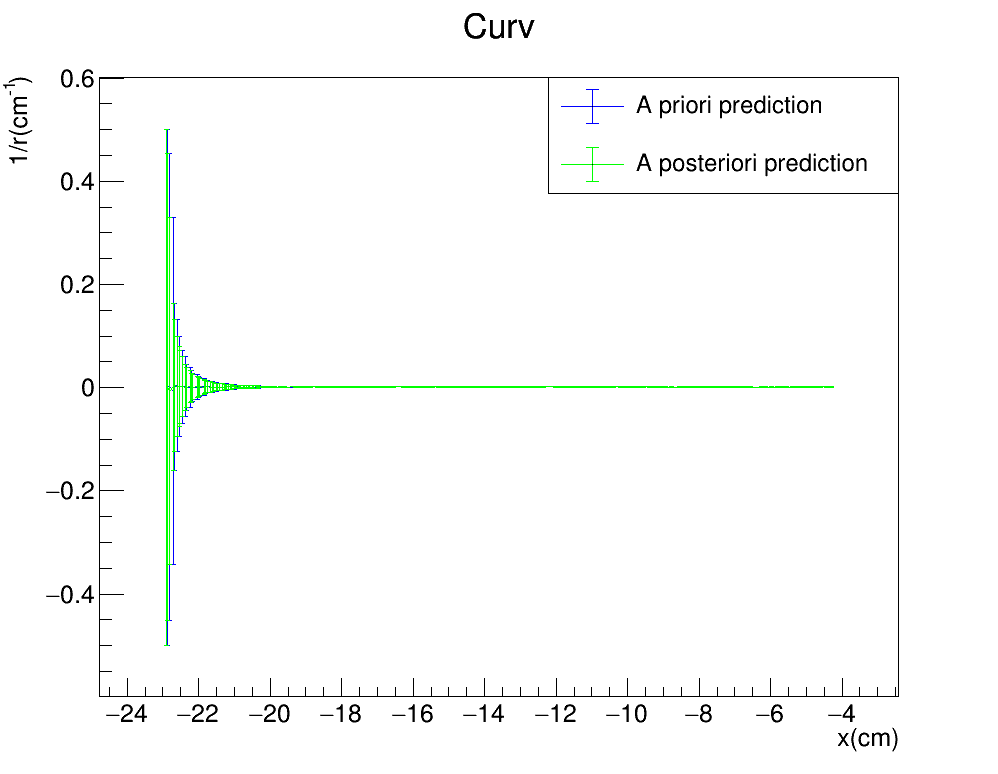 Curv
1/r(cm-1)
0.6
0.4
0.2
0
−0.2
−0.4
A priori prediction
A posteriori prediction
−24 −22 −20 −18 −16 −14 −12 −10 −8 −6 −4
x(cm)